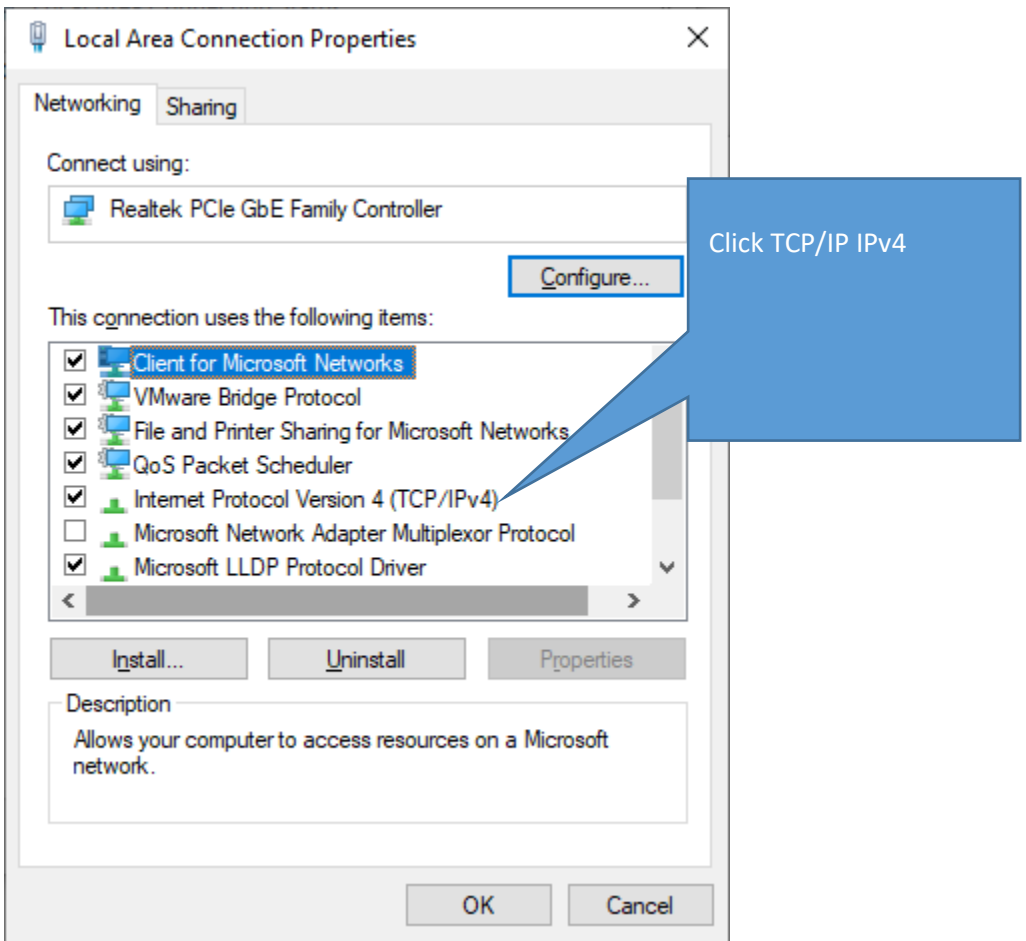 Local Area Connection Properties
Networking
Sharing
Connect using:
Realtek PCIe GbE Family Controller
Click TCP/IP IPv4
Configure...
This connection uses the following items:
Client for Microsoft Networks
VMware Bridge Protocol
File and Printer Sharing for Microsoft Networks
QoS Packet Scheduler
Internet Protocol Version 4 (TCP/IPv4)
Microsoft Network Adapter Multiplexor Protocol
Microsoft LLDP Protocol Driver
Install...
Uninstall
Properties
Description
Allows your computer to access resources on a Microsoft
network.
OK
Cancel